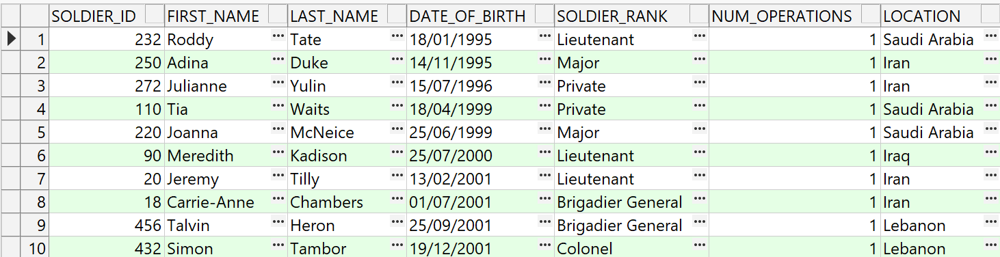 SOLDIER_ID FIRST_NAME LAST_NAME DATE_OF_BIRTH SOLDIER_RANK NUM_OPERATIONS LOCATION
1 232 Roddy ... Tate ... 18/01/1995 ... Lieutenant ... 1 Saudi Arabia ...
2 250 Adina ... Duke ... 14/11/1995 ... Major ... 1 Iran ...
3 272 Julianne ... Yulin ... 15/07/1996 ... Private ... 1 Iran ...
4 110 Tia ... Waits ... 18/04/1999 ... Private ... 1 Saudi Arabia ...
5 220 Joanna ... McNeice ... 25/06/1999 ... Major ... 1 Saudi Arabia ...
6 90 Meredith ... Kadison ... 25/07/2000 ... Lieutenant ... 1 Iraq ...
7 20 Jeremy ... Tilly ... 13/02/2001 ... Lieutenant ... 1 Iran ...
8 18 Carrie-Anne ... Chambers ... 01/07/2001 ... Brigadier General ... 1 Iran ...
9 456 Talvin ... Heron ... 25/09/2001 ... Brigadier General ... 1 Lebanon ...
10 432 Simon ... Tambor ... 19/12/2001 ... Colonel ... 1 Lebanon ...